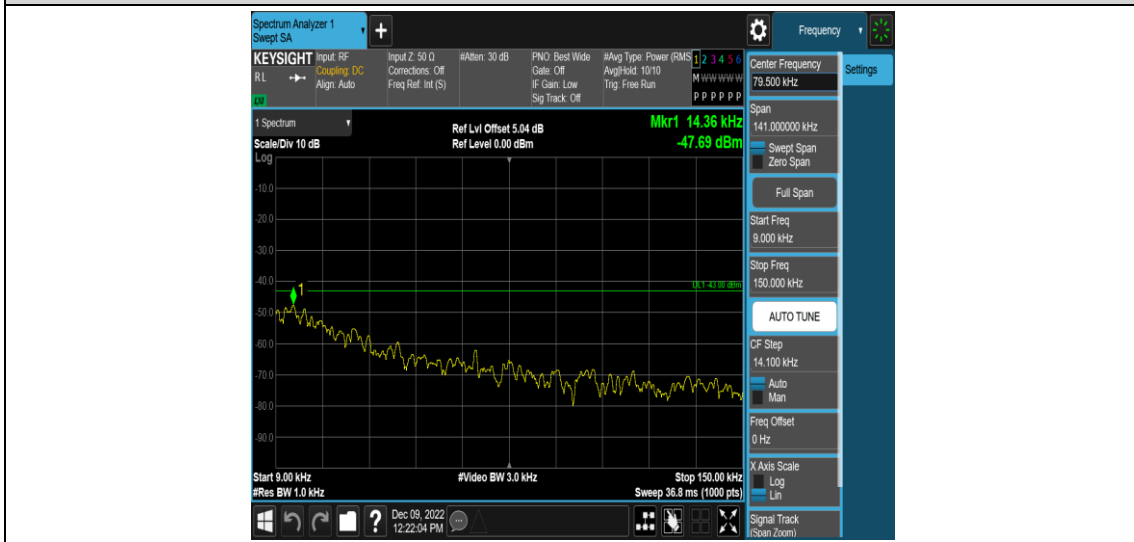 Spectrum Analyzer 1
Swept SA
+
Frequency
KEYSIGHT
RL
LXI
Input: RF
Coupling: DC
Align: Auto
Input Z: 50 Ω
Corrections: Off
Freq Ref: Int (S)
#Atten: 30 dB
PNO: Best Wide
Gate: Off
IF Gain: Low
Sig Track: Off
#Avg Type: Power (RMS
Avg|Hold: 10/10
Trig: Free Run
1 2 3 4 5 6
M W W W W W
P P P P P P
1 Spectrum
Scale/Div 10 dB
Log
Ref Lvl Offset 5.04 dB
Ref Level 0.00 dBm
Mkr1 14.36 kHz
-47.69 dBm
-10.0
-20.0
-30.0
-40.0
-50.0
-60.0
-70.0
-80.0
-90.0
1
DL1 -43.00 dBm
Start 9.00 kHz
#Res BW 1.0 kHz
#Video BW 3.0 kHz
Stop 150.00 kHz
Sweep 36.8 ms (1000 pts)
Center Frequency
79.500 kHz
Settings
Span
141.000000 kHz
Swept Span
Zero Span
Full Span
Start Freq
9.000 kHz
Stop Freq
150.000 kHz
AUTO TUNE
CF Step
14.100 kHz
Auto
Man
Freq Offset
0 Hz
X Axis Scale
Log
Lin
Signal Track
(Span Zoom)
?
Dec 09, 2022
12:22:04 PM